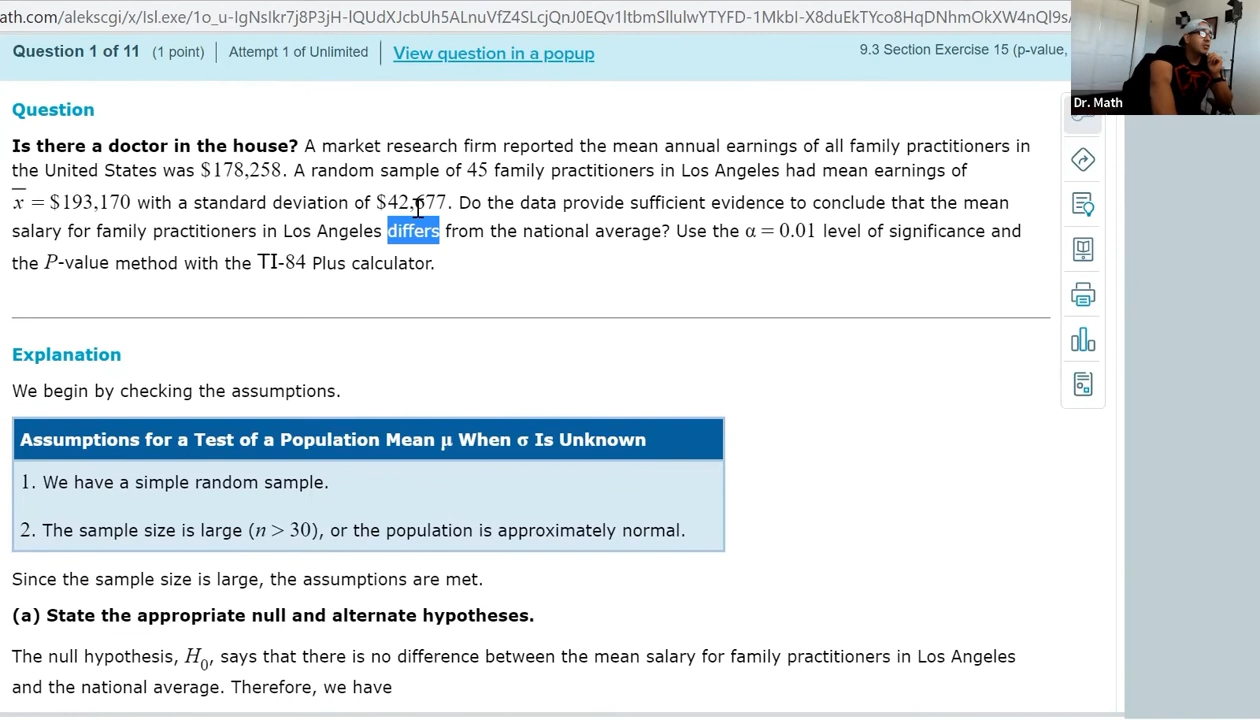 /alekscgi/x/Isl.exe/1o_u-IgNsIkr7j8P3jH-lQUdXJcbUh5ALnuVfZ4SLcjQnJ0EQv1ltbmSllulwYTYFD-1MkbI-X8duEkTYco8HqDNhmOkXW4nQl9s
Question 1 of 11 (1 point) Attempt 1 of Unlimited View question in a popup 9.3 Section Exercise 15 (p-value,
Dr. Math
Question
Is there a doctor in the house? A market research firm reported the mean annual earnings of all family practitioners in
the United States was $178,258. A random sample of 45 family practitioners in Los Angeles had mean earnings of
x̄ = $193,170 with a standard deviation of $42,677. Do the data provide sufficient evidence to conclude that the mean
salary for family practitioners in Los Angeles differs from the national average? Use the α = 0.01 level of significance and
the P-value method with the TI-84 Plus calculator.
Explanation
We begin by checking the assumptions.
Assumptions for a Test of a Population Mean μ When σ Is Unknown
1. We have a simple random sample.
2. The sample size is large (n > 30), or the population is approximately normal.
Since the sample size is large, the assumptions are met.
(a) State the appropriate null and alternate hypotheses.
The null hypothesis, H₀, says that there is no difference between the mean salary for family practitioners in Los Angeles
and the national average. Therefore, we have